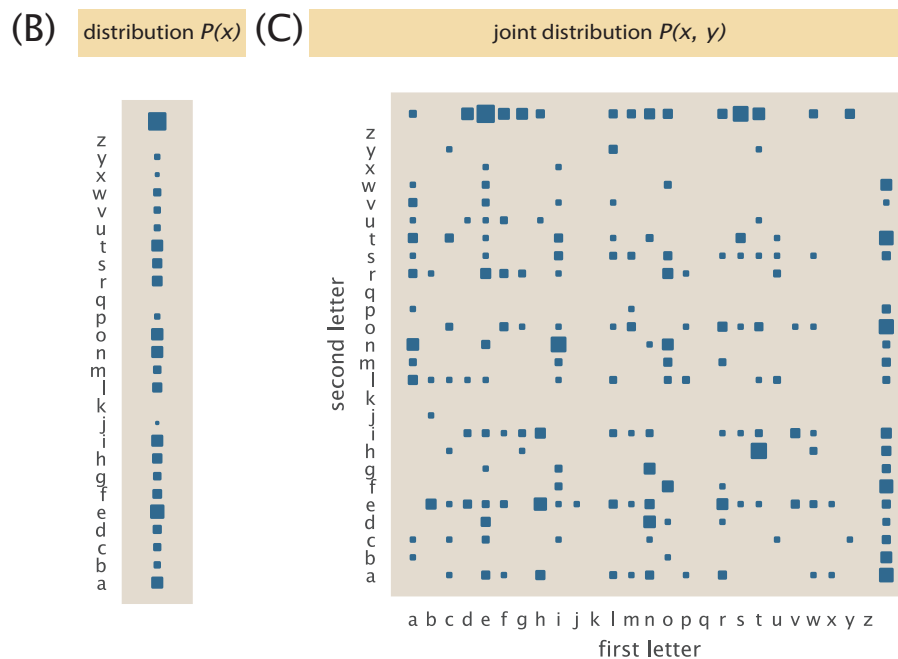 (B)
distribution P(x)
(C)
joint distribution P(x, y)
z
y
x
w
v
u
t
s
r
q
p
o
n
m
l
k
j
i
h
g
f
e
d
c
b
a
second letter
z
y
x
w
v
u
t
s
r
q
p
o
n
m
l
k
j
i
h
g
f
e
d
c
b
a
a b c d e f g h i j k l m n o p q r s t u v w x y z
first letter